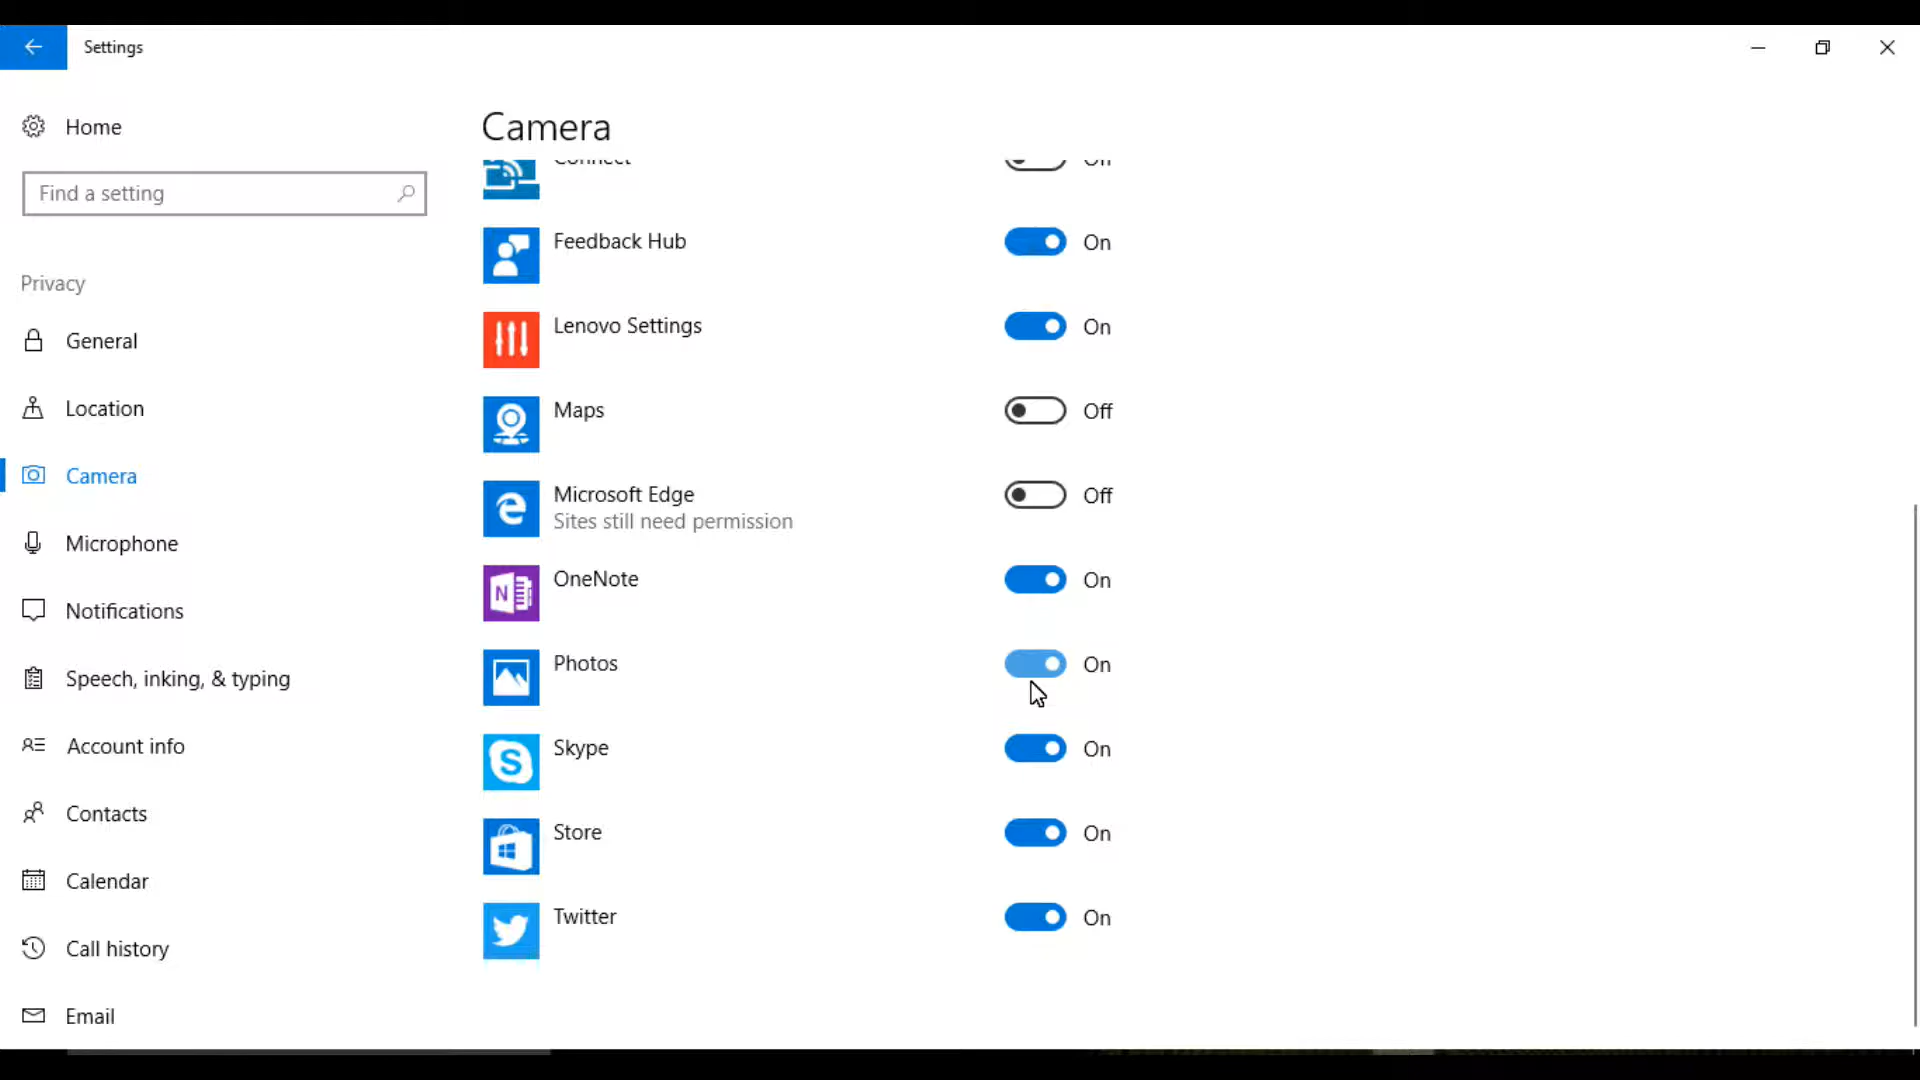 Settings
Home
Find a setting
Privacy
General
Location
Camera
Microphone
Notifications
Speech, inking, & typing
Account info
Contacts
Calendar
Call history
Email
Camera
Connect Off
Feedback Hub On
Lenovo Settings On
Maps Off
Microsoft Edge Off
Sites still need permission
OneNote On
Photos On
Skype On
Store On
Twitter On